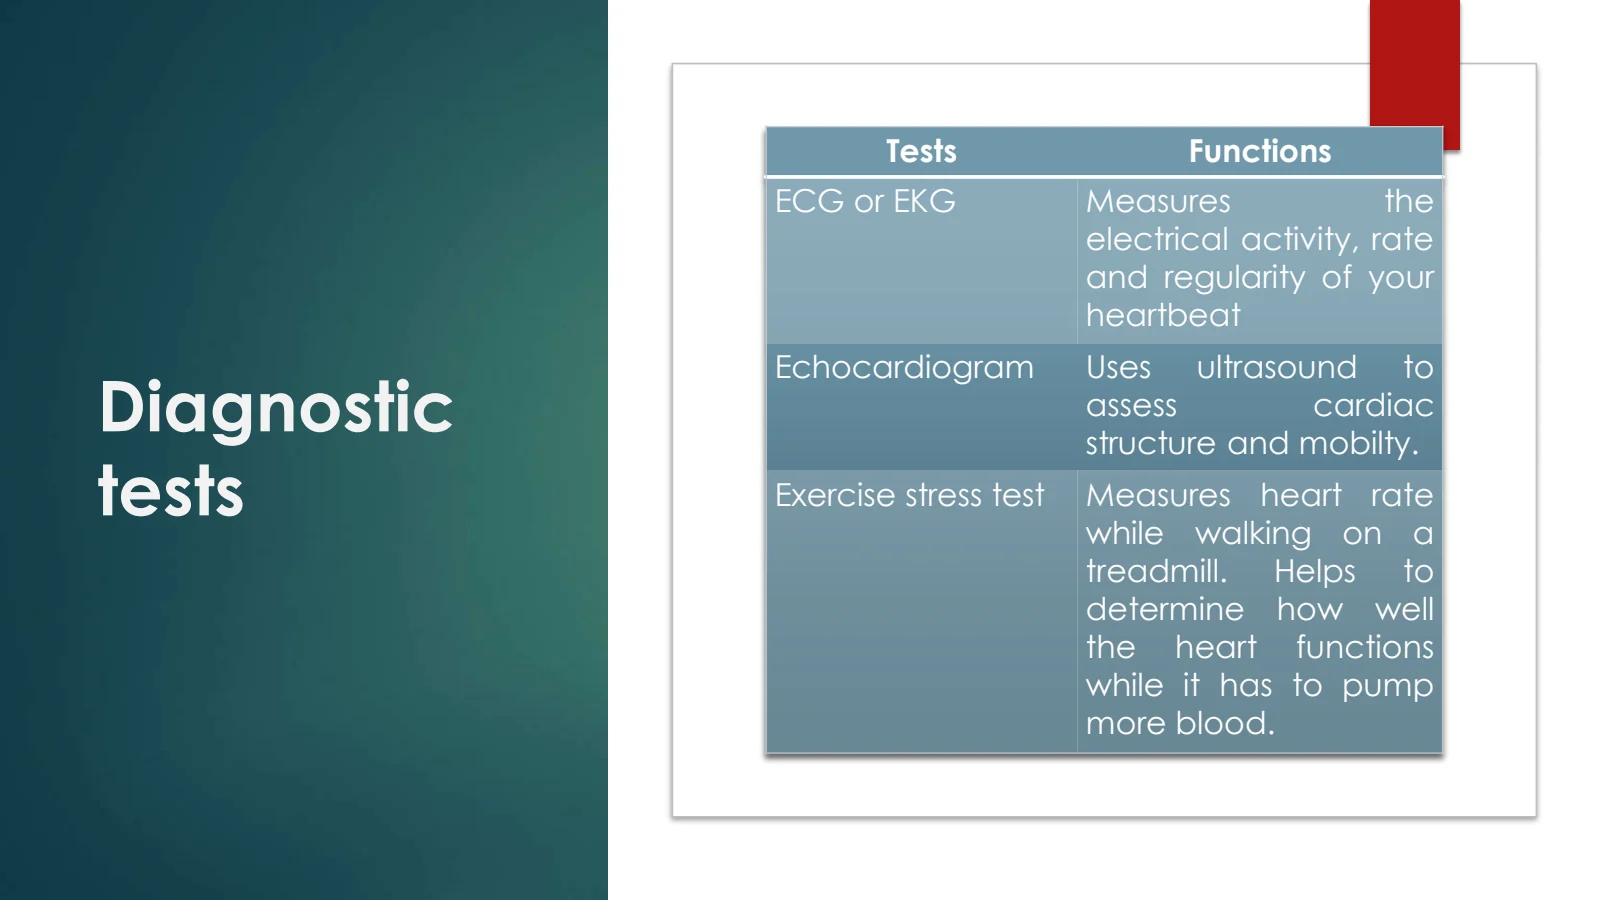 Diagnostic
tests
Tests Functions
ECG or EKG
Measures the
electrical activity, rate
and regularity of your
heartbeat
Echocardiogram
Uses ultrasound to
assess cardiac
structure and mobilty.
Exercise stress test
Measures heart rate
while walking on a
treadmill. Helps to
determine how well
the heart functions
while it has to pump
more blood.